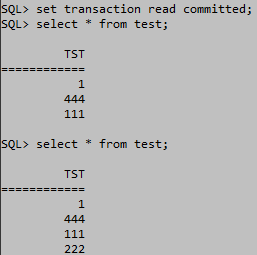 SQL> set transaction read committed;
SQL> select * from test;
TST
============
1
444
111
SQL> select * from test;
TST
============
1
444
111
222